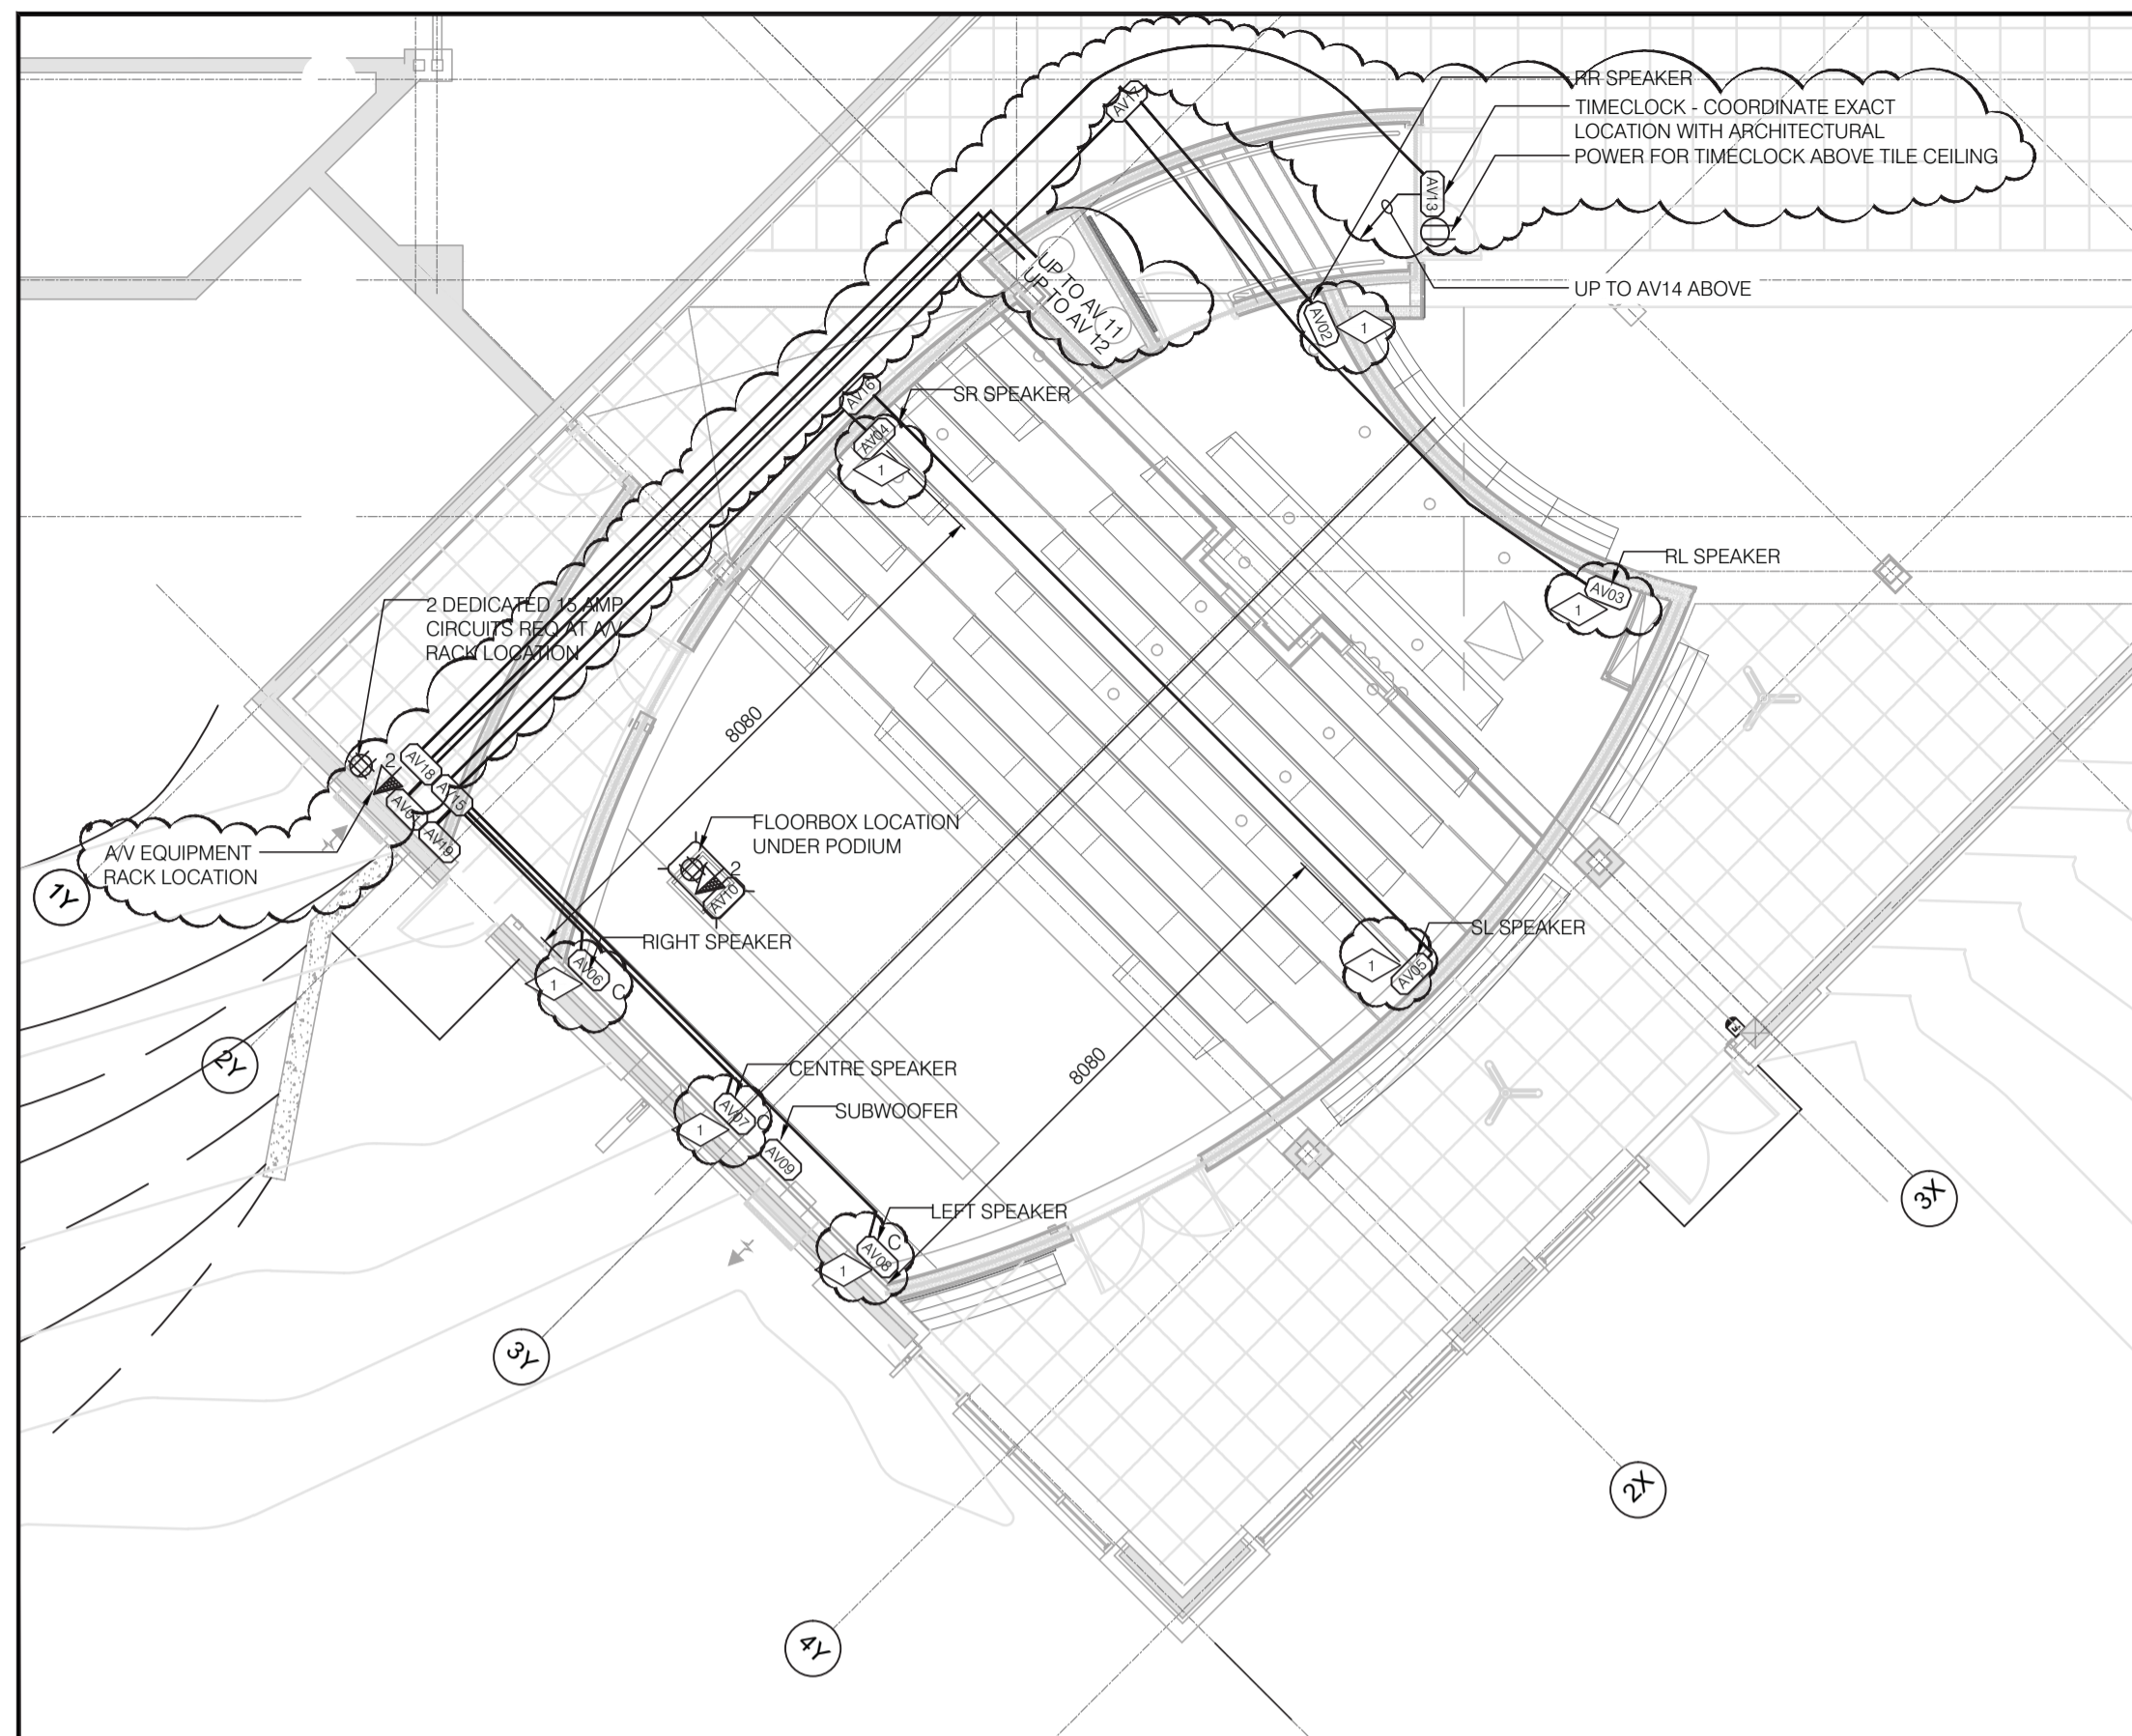 RR SPEAKER
TIMECLOCK - COORDINATE EXACT
LOCATION WITH ARCHITECTURAL
POWER FOR TIMECLOCK ABOVE TILE CEILING
AV17
AV13
UP TO AV14 ABOVE
UP TO AV 11
UP TO AV 12
AV02
1
AV16
SR SPEAKER
AV04
1
RL SPEAKER
AV03
1
2 DEDICATED 15 AMP
CIRCUITS REQ AT A/V
RACK LOCATION
8080
2
AV18
AV15
AV01
AV19
A/V EQUIPMENT
RACK LOCATION
FLOORBOX LOCATION
UNDER PODIUM
2
AV10
1Y
RIGHT SPEAKER
AV06
C
1
SL SPEAKER
AV05
1
2Y
8080
CENTRE SPEAKER
AV07
C
1
SUBWOOFER
AV09
LEFT SPEAKER
C
AV08
1
3X
3Y
2X
4Y